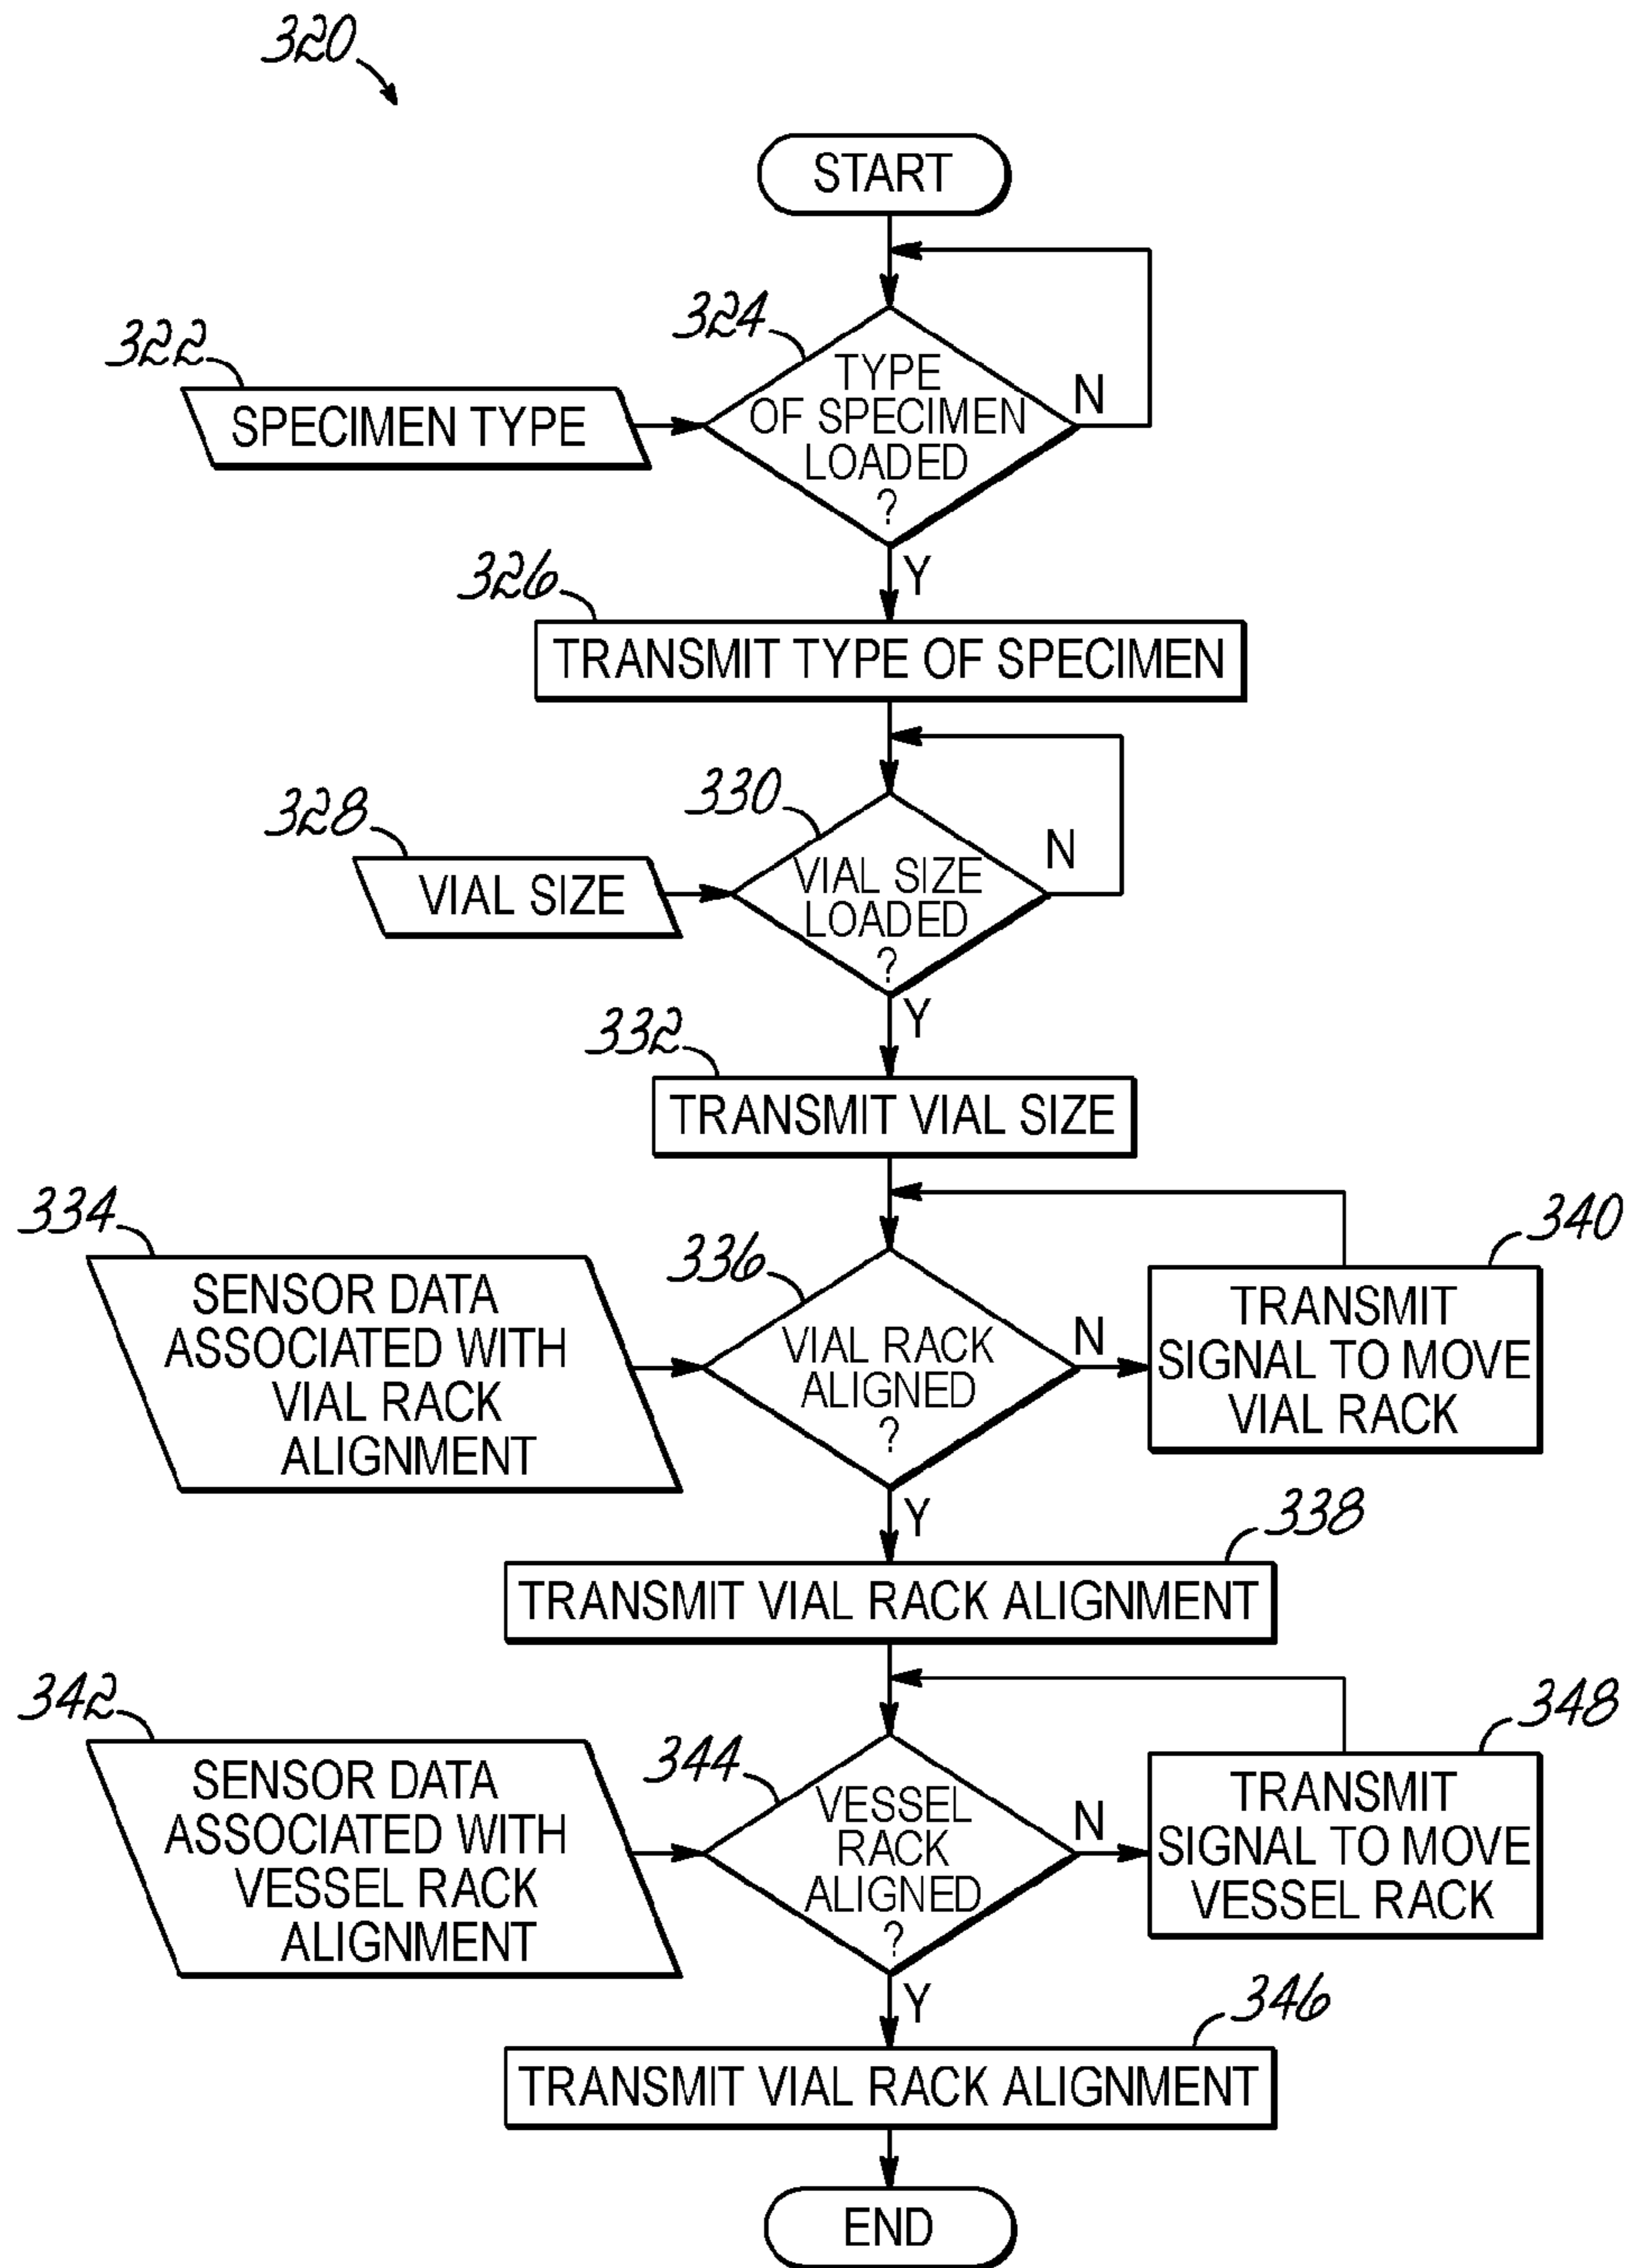 320
START
324
322
TYPE
OF SPECIMEN
LOADED
?
N
SPECIMEN TYPE
Y
326
TRANSMIT TYPE OF SPECIMEN
330
328
VIAL SIZE
LOADED
?
N
VIAL SIZE
Y
332
TRANSMIT VIAL SIZE
334
SENSOR DATA
ASSOCIATED WITH
VIAL RACK
ALIGNMENT
336
VIAL RACK
ALIGNED
?
N
340
TRANSMIT
SIGNAL TO MOVE
VIAL RACK
Y
338
TRANSMIT VIAL RACK ALIGNMENT
342
SENSOR DATA
ASSOCIATED WITH
VESSEL RACK
ALIGNMENT
344
VESSEL
RACK
ALIGNED
?
N
348
TRANSMIT
SIGNAL TO MOVE
VESSEL RACK
Y
346
TRANSMIT VIAL RACK ALIGNMENT
END